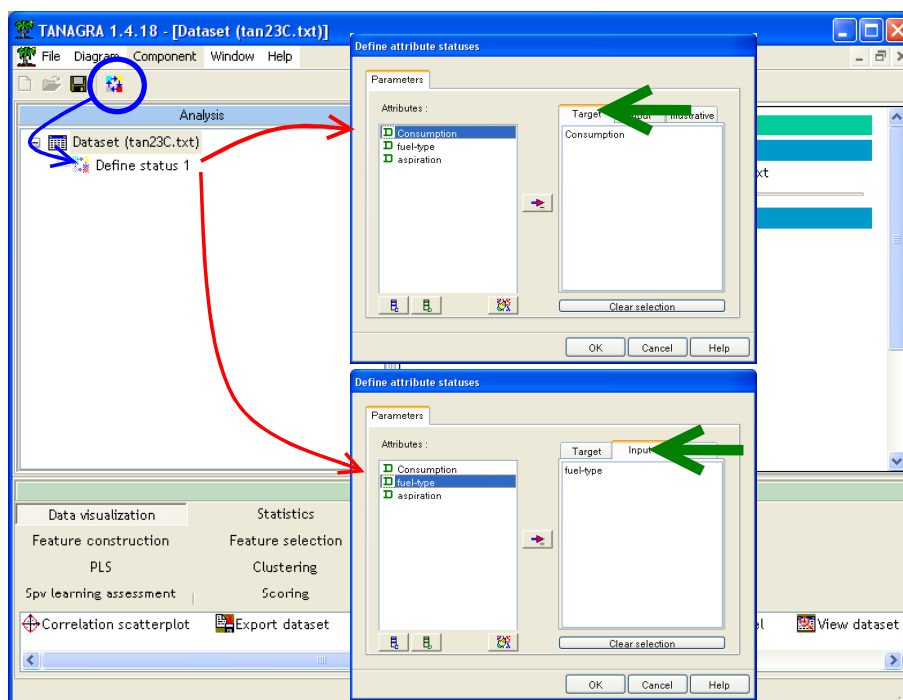 TANAGRA 1.4.18 - [Dataset (tan23C.txt)]
File Diagram Component Window Help
Analysis
Dataset (tan23C.txt)
Define status 1
Define attribute statuses
Parameters
Attributes :
Consumption
fuel-type
aspiration
Target Input Illustrative
Consumption
Clear selection
OK Cancel Help
Define attribute statuses
Parameters
Attributes :
Consumption
fuel-type
aspiration
Target Input
fuel-type
Clear selection
OK Cancel Help
Data visualization Statistics
Feature construction Feature selection
PLS Clustering
Spv learning assessment Scoring
Correlation scatterplot Export dataset View dataset